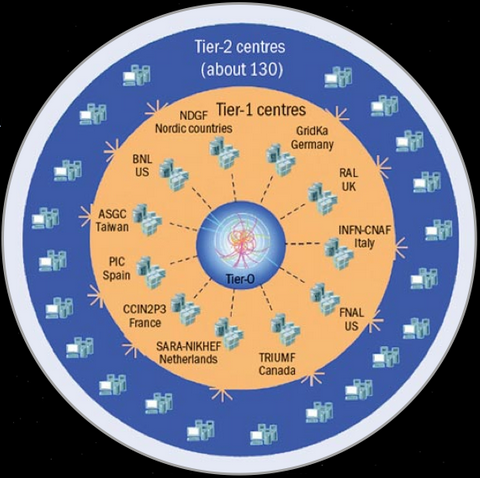 Tier-2 centres
(about 130)
Tier-1 centres
NDGF
Nordic countries
GridKa
Germany
BNL
US
RAL
UK
ASGC
Taiwan
INFN-CNAF
Italy
PIC
Spain
Tier-0
CCIN2P3
France
FNAL
US
SARA-NIKHEF
Netherlands
TRIUMF
Canada